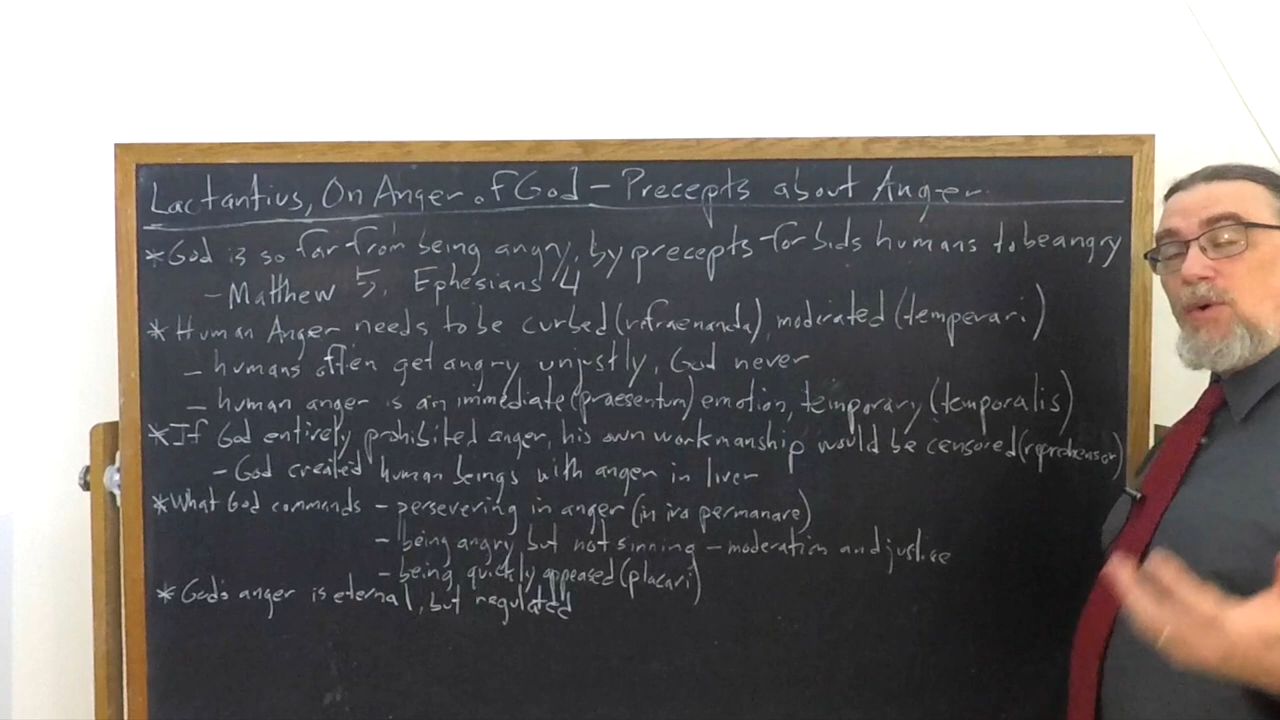 Lactantius, On Anger of God - Precepts about Anger
* God is so far from being angry, by precepts forbids humans to be angry
- Matthew 5, Ephesians 4
* Human Anger needs to be curbed (refraenanda), moderated (temperari)
- humans often get angry unjustly, God never
- human anger is an immediate (praesentum) emotion, temporary (temporalis)
* If God entirely prohibited anger, his own workmanship would be censored (reprehensor)
- God created human beings with anger in liver
* What God commands - persevering in anger (in ira permanare)
- being angry but not sinning - moderation and justice
- being quickly appeased (placari)
* God's anger is eternal, but regulated